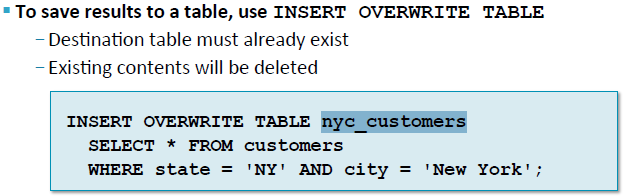 ▪ To save results to a table, use INSERT OVERWRITE TABLE
– Destination table must already exist
– Existing contents will be deleted
INSERT OVERWRITE TABLE nyc_customers
SELECT * FROM customers
WHERE state = 'NY' AND city = 'New York';